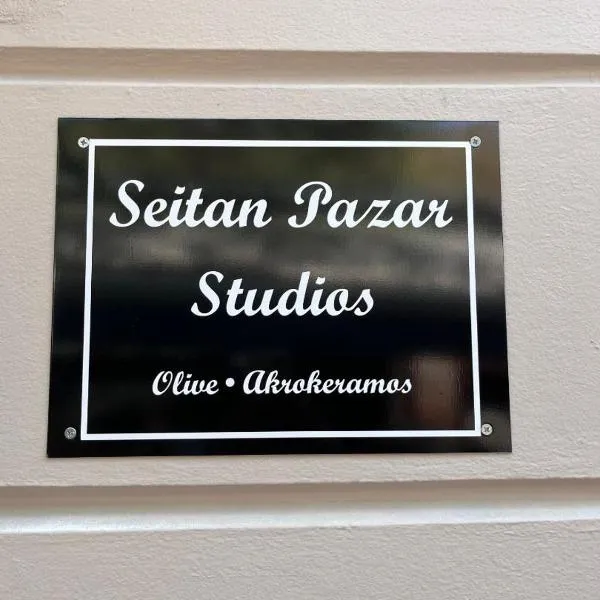 Seitan Pazar
Studios
Olive • Akrokeramos